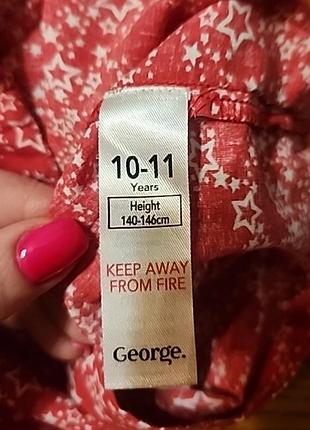 10-11
Years
Height
140-146cm
KEEP AWAY
FROM FIRE
George.